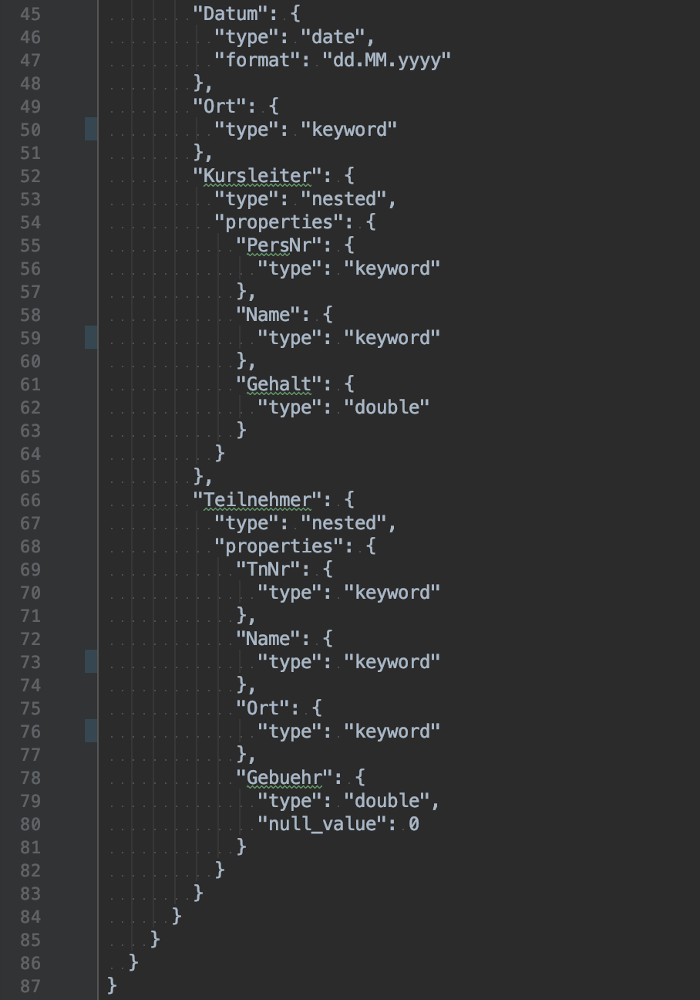 45 "Datum": {
46 "type": "date",
47 "format": "dd.MM.yyyy"
48 },
49 "Ort": {
50 "type": "keyword"
51 },
52 "Kursleiter": {
53 "type": "nested",
54 "properties": {
55 "PersNr": {
56 "type": "keyword"
57 },
58 "Name": {
59 "type": "keyword"
60 },
61 "Gehalt": {
62 "type": "double"
63 }
64 }
65 },
66 "Teilnehmer": {
67 "type": "nested",
68 "properties": {
69 "TnNr": {
70 "type": "keyword"
71 },
72 "Name": {
73 "type": "keyword"
74 },
75 "Ort": {
76 "type": "keyword"
77 },
78 "Gebuehr": {
79 "type": "double",
80 "null_value": 0
81 }
82 }
83 }
84 }
85 }
86 }
87 }